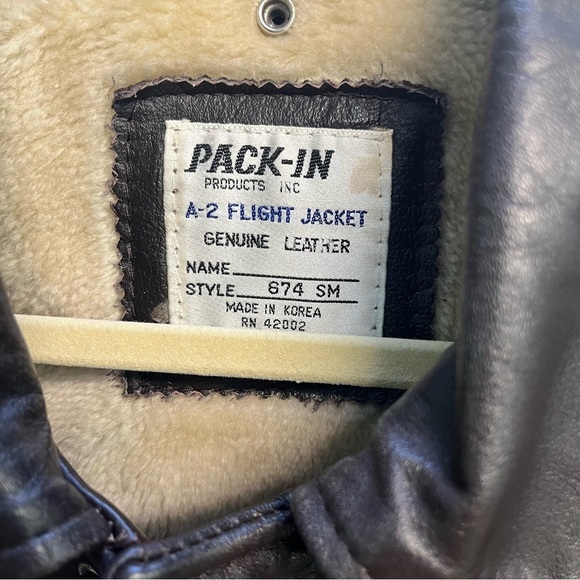 PACK-IN
PRODUCTS INC
A-2 FLIGHT JACKET
GENUINE LEATHER
NAME
STYLE 674 SM
MADE IN KOREA
RN 42002